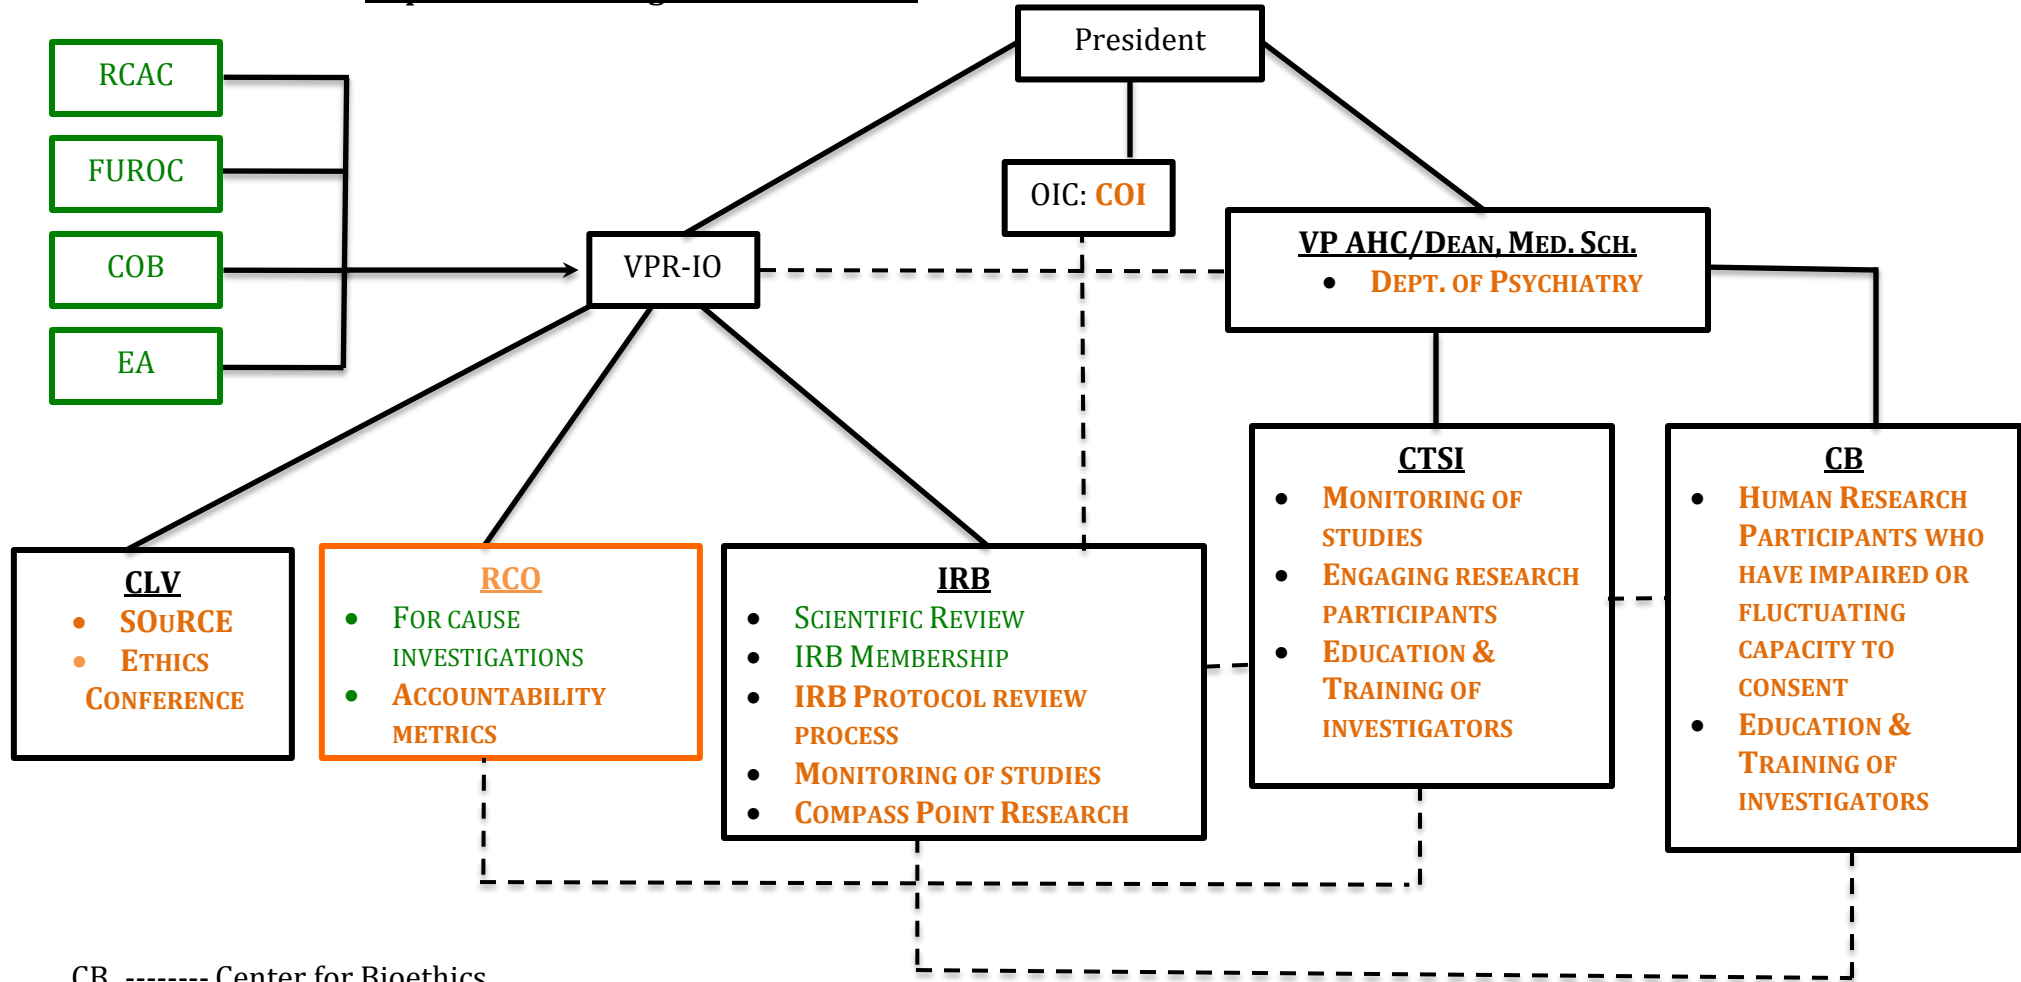 President
RCAC
FUROC
COB
EA
OIC: COI
VPR-IO
VP AHC/DEAN, MED. SCH.
• DEPT. OF PSYCHIATRY
CLV
• SOURCE
• ETHICS
CONFERENCE
RCO
• FOR CAUSE
INVESTIGATIONS
• ACCOUNTABILITY
METRICS
IRB
• SCIENTIFIC REVIEW
• IRB MEMBERSHIP
• IRB PROTOCOL REVIEW
PROCESS
• MONITORING OF STUDIES
• COMPASS POINT RESEARCH
CTSI
• MONITORING OF
STUDIES
• ENGAGING RESEARCH
PARTICIPANTS
• EDUCATION &
TRAINING OF
INVESTIGATORS
CB
• HUMAN RESEARCH
PARTICIPANTS WHO
HAVE IMPAIRED OR
FLUCTUATING
CAPACITY TO
CONSENT
• EDUCATION &
TRAINING OF
INVESTIGATORS
CB -------- Center for Bioethics